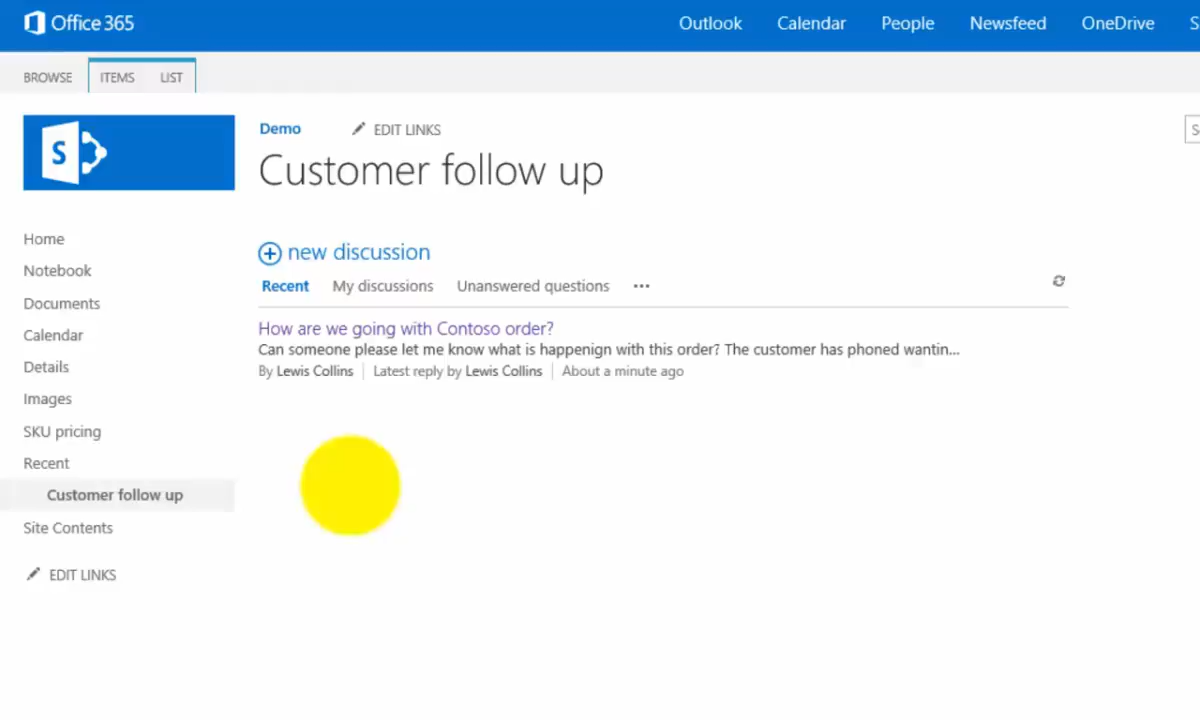 Office 365
Outlook Calendar People Newsfeed OneDrive S
BROWSE ITEMS LIST
S
Demo EDIT LINKS
S
Customer follow up
Home
new discussion
Notebook
Recent My discussions Unanswered questions ...
Documents
How are we going with Contoso order?
Calendar
Can someone please let me know what is happenign with this order? The customer has phoned wantin...
Details
By Lewis Collins Latest reply by Lewis Collins About a minute ago
Images
SKU pricing
Recent
Customer follow up
Site Contents
EDIT LINKS